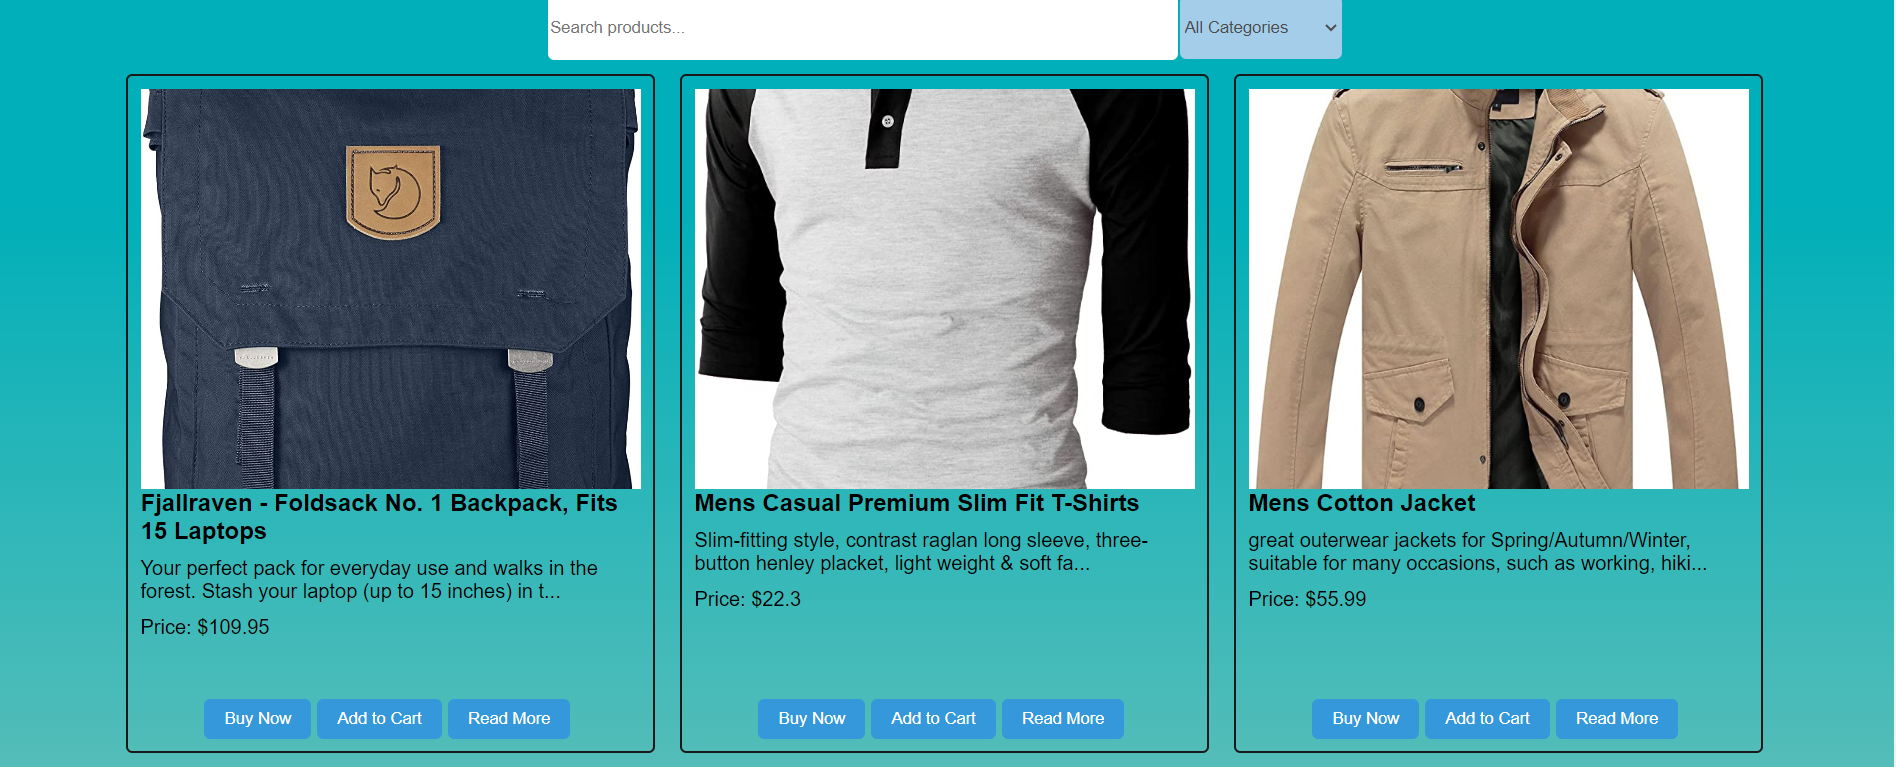 Search products...
All Categories
Fjallraven - Foldsack No. 1 Backpack, Fits
15 Laptops
Your perfect pack for everyday use and walks in the
forest. Stash your laptop (up to 15 inches) in t...
Price: $109.95
Buy Now
Add to Cart
Read More
Mens Casual Premium Slim Fit T-Shirts
Slim-fitting style, contrast raglan long sleeve, three-
button henley placket, light weight & soft fa...
Price: $22.3
Buy Now
Add to Cart
Read More
Mens Cotton Jacket
great outerwear jackets for Spring/Autumn/Winter,
suitable for many occasions, such as working, hiki...
Price: $55.99
Buy Now
Add to Cart
Read More